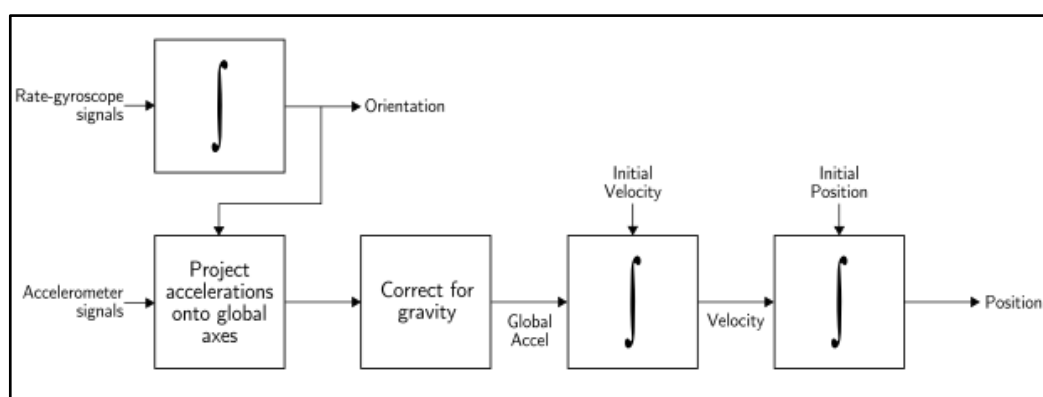 Rate-gyroscope
signals
Orientation
Initial
Velocity
Initial
Position
Accelerometer
signals
Project
accelerations
onto global
axes
Correct for
gravity
Global
Accel
Velocity
Position